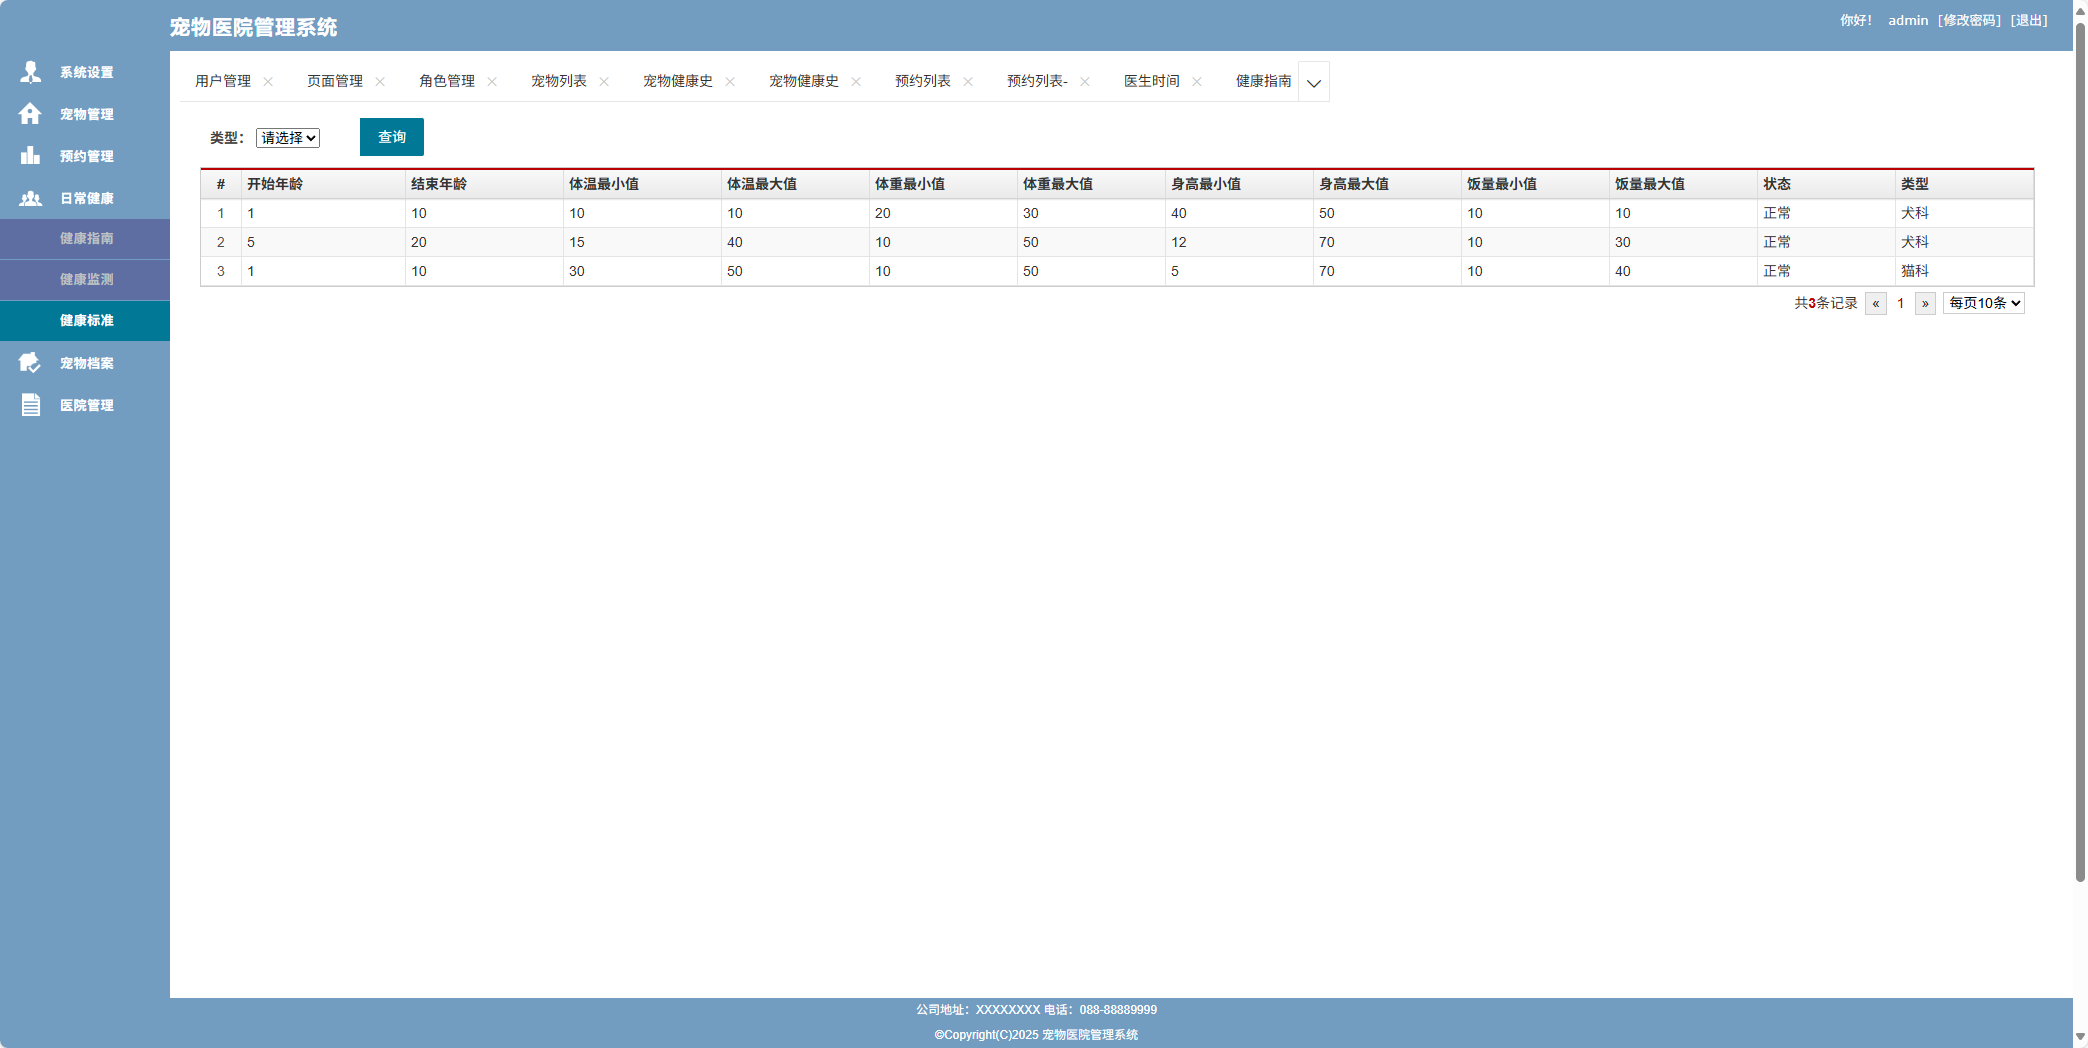 宠物医院管理系统
你好！ admin [修改密码] [退出]
系统设置
宠物管理
预约管理
日常健康
健康指南
健康监测
健康标准
宠物档案
医院管理
用户管理 页面管理 角色管理 宠物列表 宠物健康史 宠物健康史 预约列表 预约列表- 医生时间 健康指南
类型： 请选择 查询
# 开始年龄 结束年龄 体温最小值 体温最大值 体重最小值 体重最大值 身高最小值 身高最大值 饭量最小值 饭量最大值 状态 类型
1 1 10 10 10 20 30 40 50 10 10 正常 犬科
2 5 20 15 40 10 50 12 70 10 30 正常 犬科
3 1 10 30 50 10 50 5 70 10 40 正常 猫科
共3条记录 « 1 » 每页10条
公司地址：XXXXXXXX 电话：088-88889999
©Copyright(C)2025 宠物医院管理系统